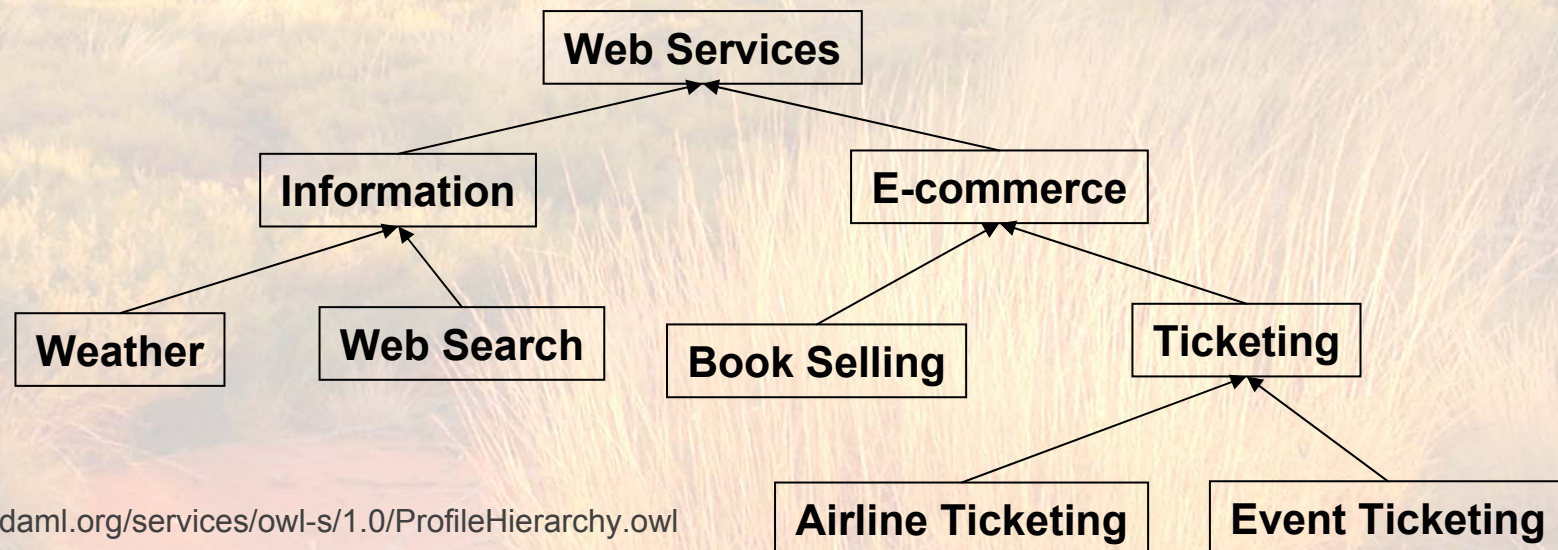 Web Services
Information
E-commerce
Weather
Web Search
Book Selling
Ticketing
daml.org/services/owl-s/1.0/ProfileHierarchy.owl
Airline Ticketing
Event Ticketing